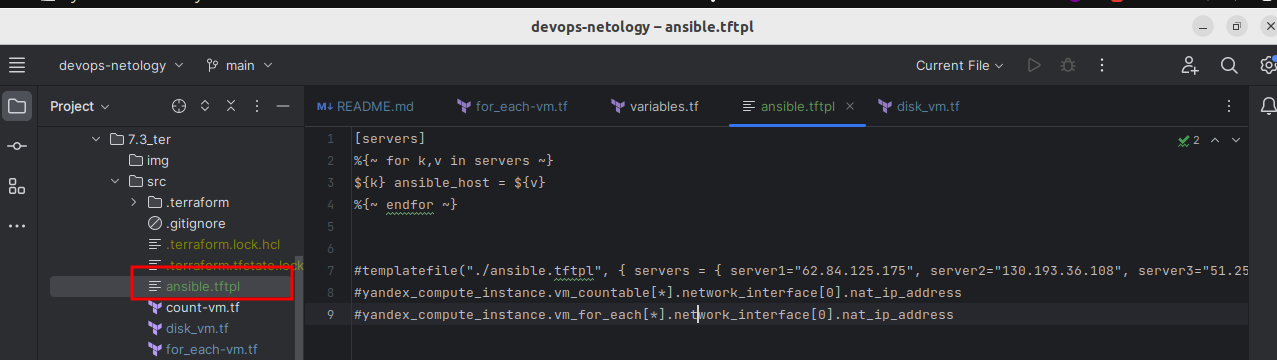 devops-netology – ansible.tftpl
devops-netology main Current File
Project README.md for_each-vm.tf variables.tf ansible.tftpl disk_vm.tf
7.3_ter
img
src
.terraform
.gitignore
.terraform.lock.hcl
.terraform.tfstate.lock
ansible.tftpl
count-vm.tf
disk_vm.tf
for_each-vm.tf
1 [servers]
2 %{~ for k,v in servers ~}
3 ${k} ansible_host = ${v}
4 %{~ endfor ~}
5
6
7 #templatefile("./ansible.tftpl", { servers = { server1="62.84.125.175", server2="130.193.36.108", server3="51.25
8 #yandex_compute_instance.vm_countable[*].network_interface[0].nat_ip_address
9 #yandex_compute_instance.vm_for_each[*].network_interface[0].nat_ip_address
2